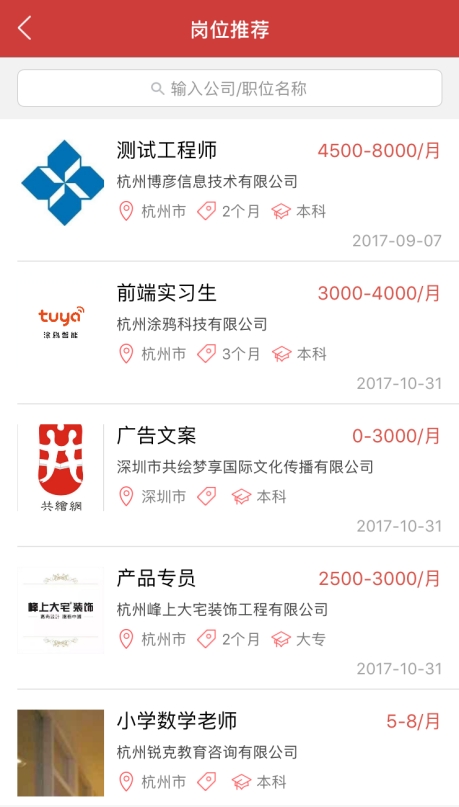 岗位推荐
输入公司/职位名称
测试工程师
4500-8000/月
杭州博彦信息技术有限公司
杭州市 2个月 本科
2017-09-07
tuya
涂鸦智能
前端实习生
3000-4000/月
杭州涂鸦科技有限公司
杭州市 3个月 本科
2017-10-31
共繪網
广告文案
0-3000/月
深圳市共绘梦享国际文化传播有限公司
深圳市 本科
2017-10-31
峰上大宅®装饰
产品专员
2500-3000/月
杭州峰上大宅装饰工程有限公司
杭州市 2个月 大专
2017-10-31
小学数学老师
5-8/月
杭州锐克教育咨询有限公司
杭州市 本科